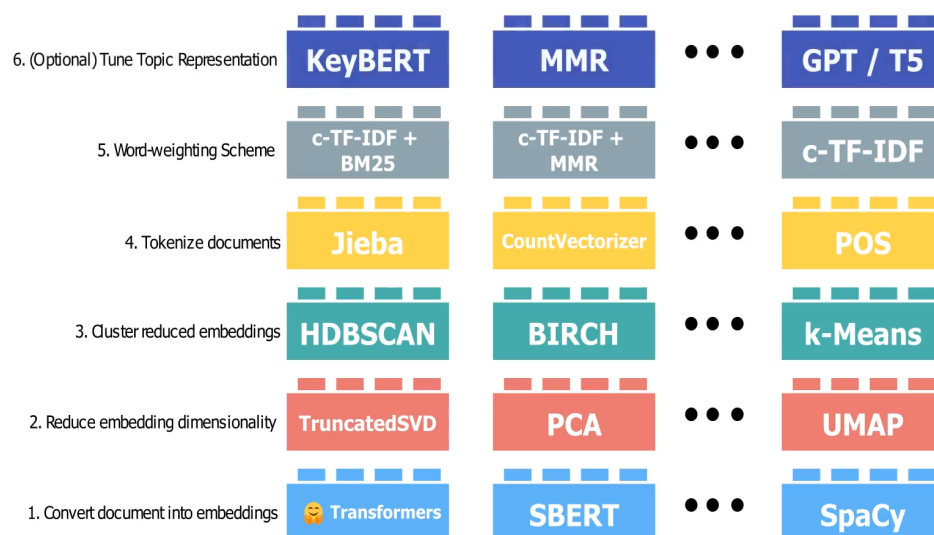 6. (Optional) Tune Topic Representation
KeyBERT
MMR
GPT / T5
5. Word-weighting Scheme
c-TF-IDF +
BM25
c-TF-IDF +
MMR
c-TF-IDF
4. Tokenize documents
Jieba
CountVectorizer
POS
3. Cluster reduced embeddings
HDBSCAN
BIRCH
k-Means
2. Reduce embedding dimensionality
TruncatedSVD
PCA
UMAP
1. Convert document into embeddings
🤗 Transformers
SBERT
SpaCy